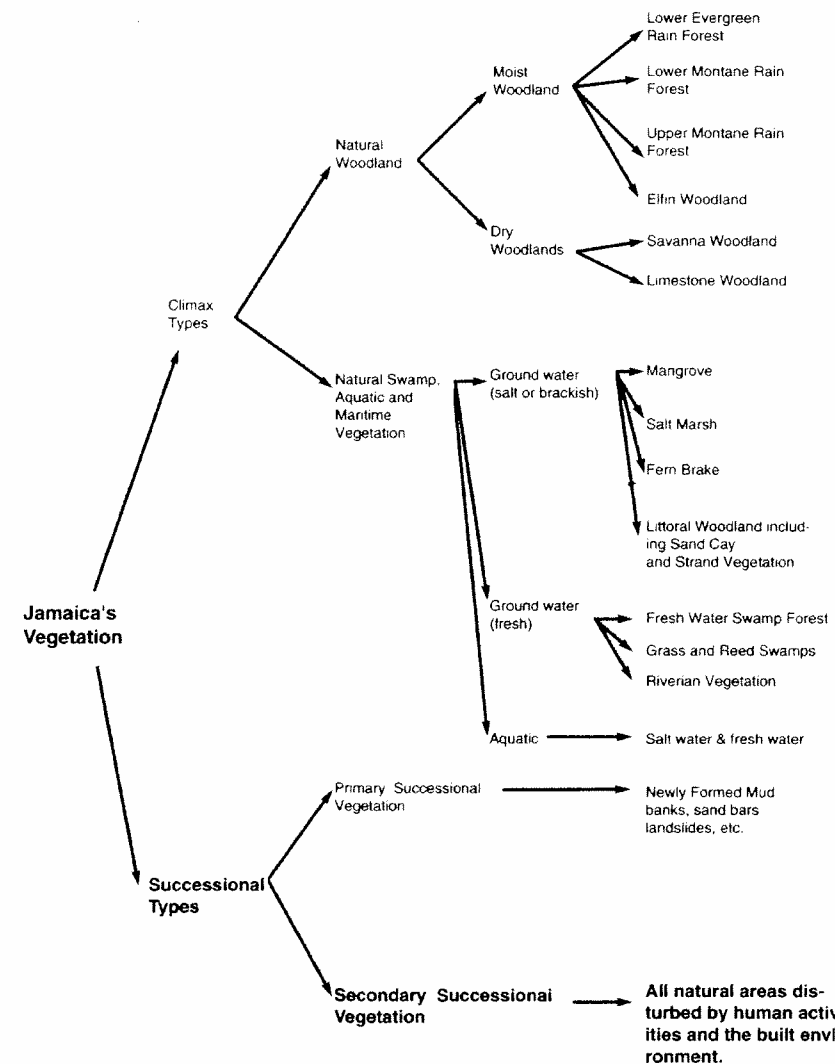 Lower Evergreen
Rain Forest
Moist
Woodland
Lower Montane Rain
Forest
Upper Montane Rain
Forest
Elfin Woodland
Natural
Woodland
Dry
Woodlands
Savanna Woodland
Limestone Woodland
Climax
Types
Natural Swamp,
Aquatic and
Maritime
Vegetation
Ground water
(salt or brackish)
Mangrove
Salt Marsh
Fern Brake
Littoral Woodland includ-
ing Sand Cay
and Strand Vegetation
Jamaica's
Vegetation
Ground water
(fresh)
Fresh Water Swamp Forest
Grass and Reed Swamps
Riverian Vegetation
Aquatic
Salt water & fresh water
Primary Successional
Vegetation
Newly Formed Mud
banks, sand bars
landslides, etc.
Successional
Types
Secondary Successional
Vegetation
All natural areas dis-
turbed by human activ
ities and the built envi
ronment.